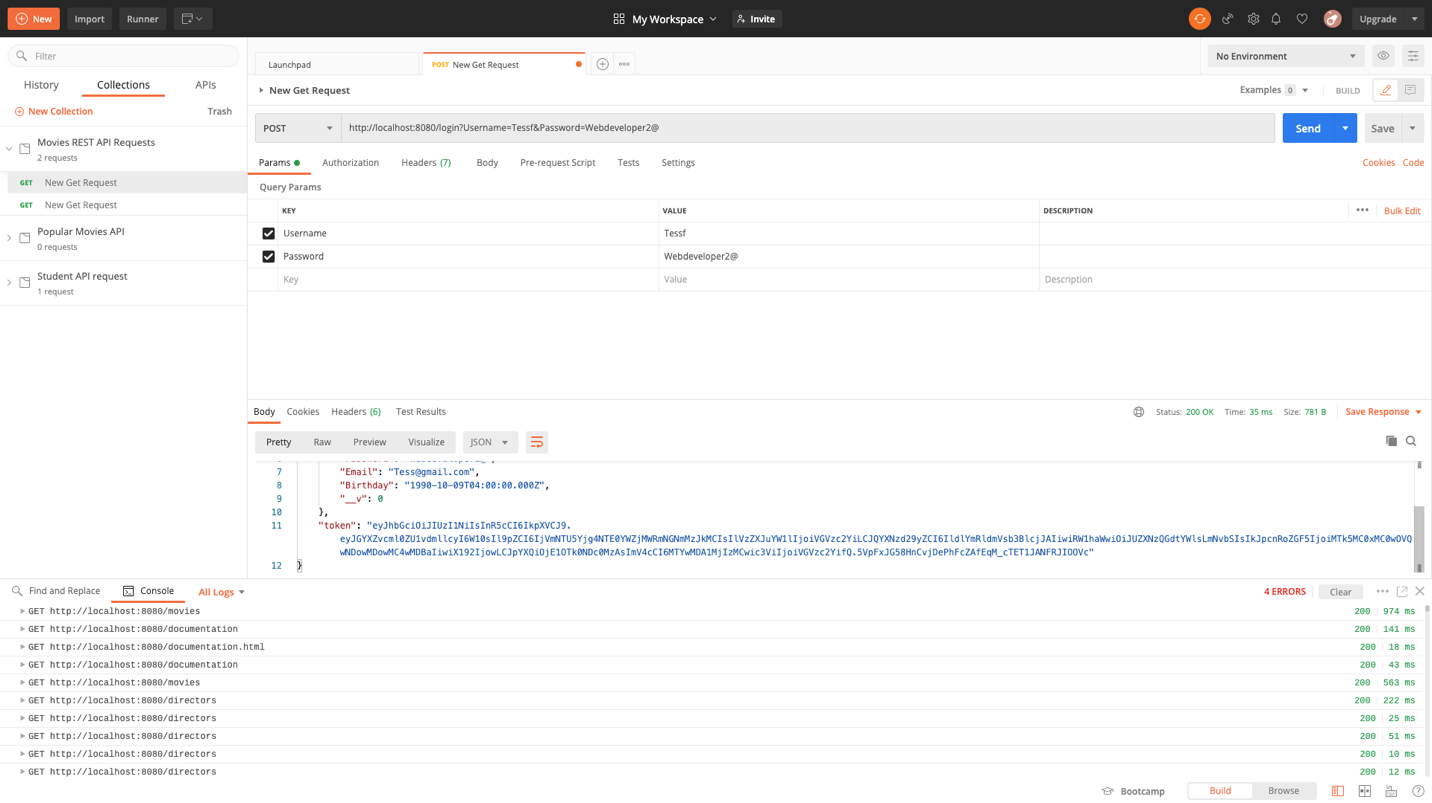 New
Import
Runner
My Workspace
Invite
Upgrade
Filter
History
Collections
APIs
New Collection
Trash
Movies REST API Requests
2 requests
GET New Get Request
GET New Get Request
Popular Movies API
0 requests
Student API request
1 request
Launchpad
POST New Get Request
No Environment
New Get Request
Examples 0
BUILD
POST
http://localhost:8080/login?Username=Tessf&Password=Webdeveloper2@
Send
Save
Params
Authorization
Headers (7)
Body
Pre-request Script
Tests
Settings
Cookies
Code
Query Params
KEY VALUE DESCRIPTION
Bulk Edit
Username Tessf
Password Webdeveloper2@
Key Value Description
Body
Cookies
Headers (6)
Test Results
Status: 200 OK
Time: 35 ms
Size: 781 B
Save Response
Pretty
Raw
Preview
Visualize
JSON
7 "Email": "Tess@gmail.com",
8 "Birthday": "1990-10-09T04:00:00.000Z",
9 "__v": 0
10 },
11 "token": "eyJhbGciOiJIUzI1NiIsInR5cCI6IkpXVCJ9.
12 }
Find and Replace
Console
All Logs
4 ERRORS
Clear
GET http://localhost:8080/movies 200 974 ms
GET http://localhost:8080/documentation 200 141 ms
GET http://localhost:8080/documentation.html 200 18 ms
GET http://localhost:8080/documentation 200 43 ms
GET http://localhost:8080/movies 200 563 ms
GET http://localhost:8080/directors 200 222 ms
GET http://localhost:8080/directors 200 25 ms
GET http://localhost:8080/directors 200 51 ms
GET http://localhost:8080/directors 200 10 ms
GET http://localhost:8080/directors 200 12 ms
Bootcamp
Build
Browse